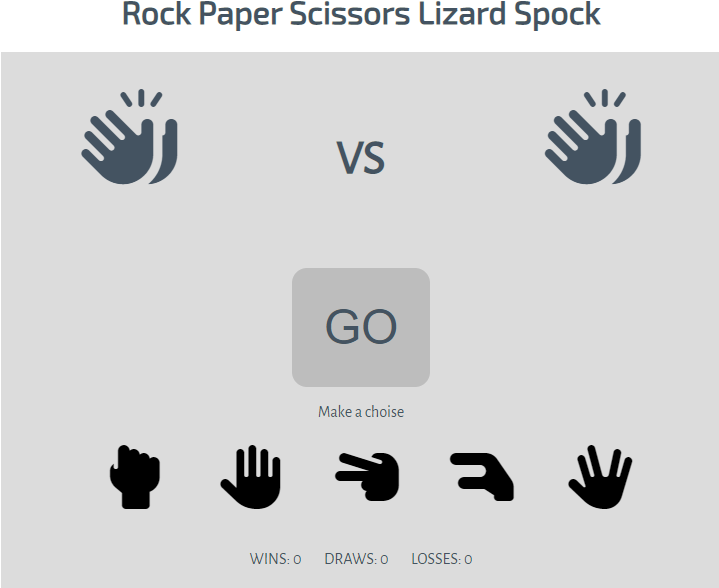 Rock Paper Scissors Lizard Spock
VS
GO
Make a choise
WINS: 0 DRAWS: 0 LOSSES: 0